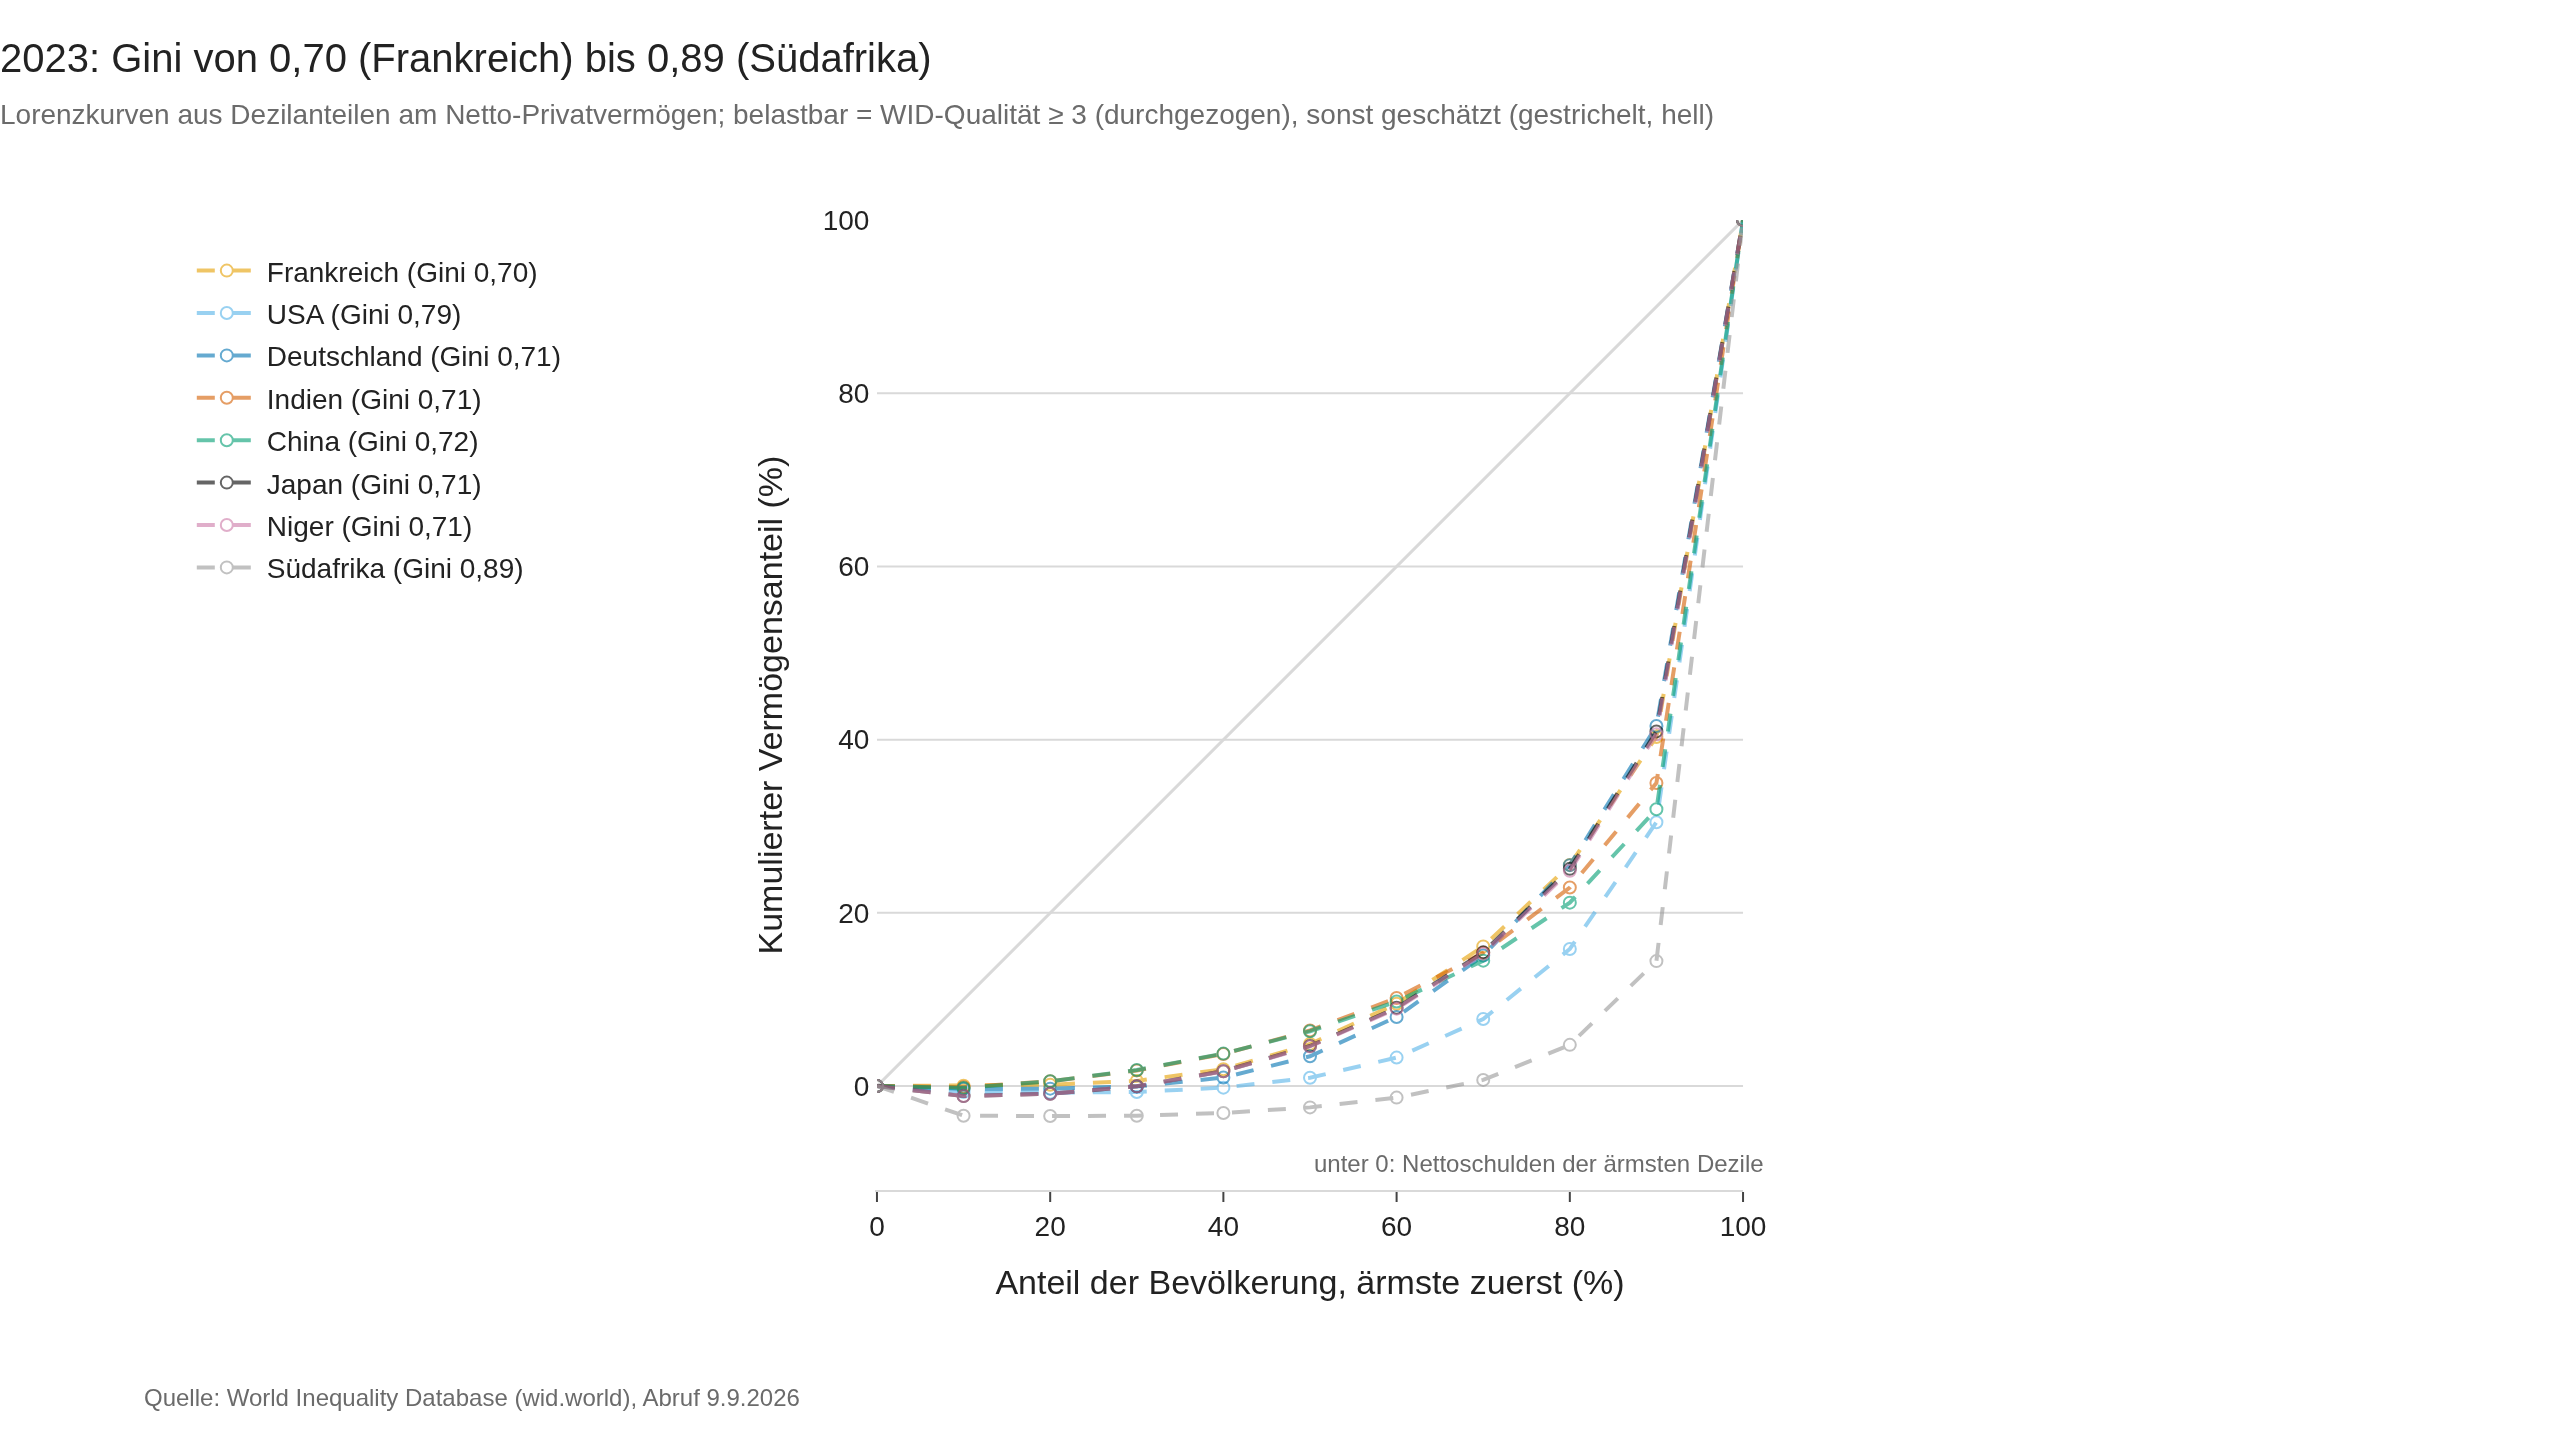 2023: Gini von 0,70 (Frankreich) bis 0,89 (Südafrika)
Lorenzkurven aus Dezilanteilen am Netto-Privatvermögen; belastbar = WID-Qualität ≥ 3 (durchgezogen), sonst geschätzt (gestrichelt, hell)
Frankreich (Gini 0,70)
USA (Gini 0,79)
Deutschland (Gini 0,71)
Indien (Gini 0,71)
China (Gini 0,72)
Japan (Gini 0,71)
Niger (Gini 0,71)
Südafrika (Gini 0,89)
Kumulierter Vermögensanteil (%)
100
80
60
40
20
0
unter 0: Nettoschulden der ärmsten Dezile
0 20 40 60 80 100
Anteil der Bevölkerung, ärmste zuerst (%)
Quelle: World Inequality Database (wid.world), Abruf 9.9.2026